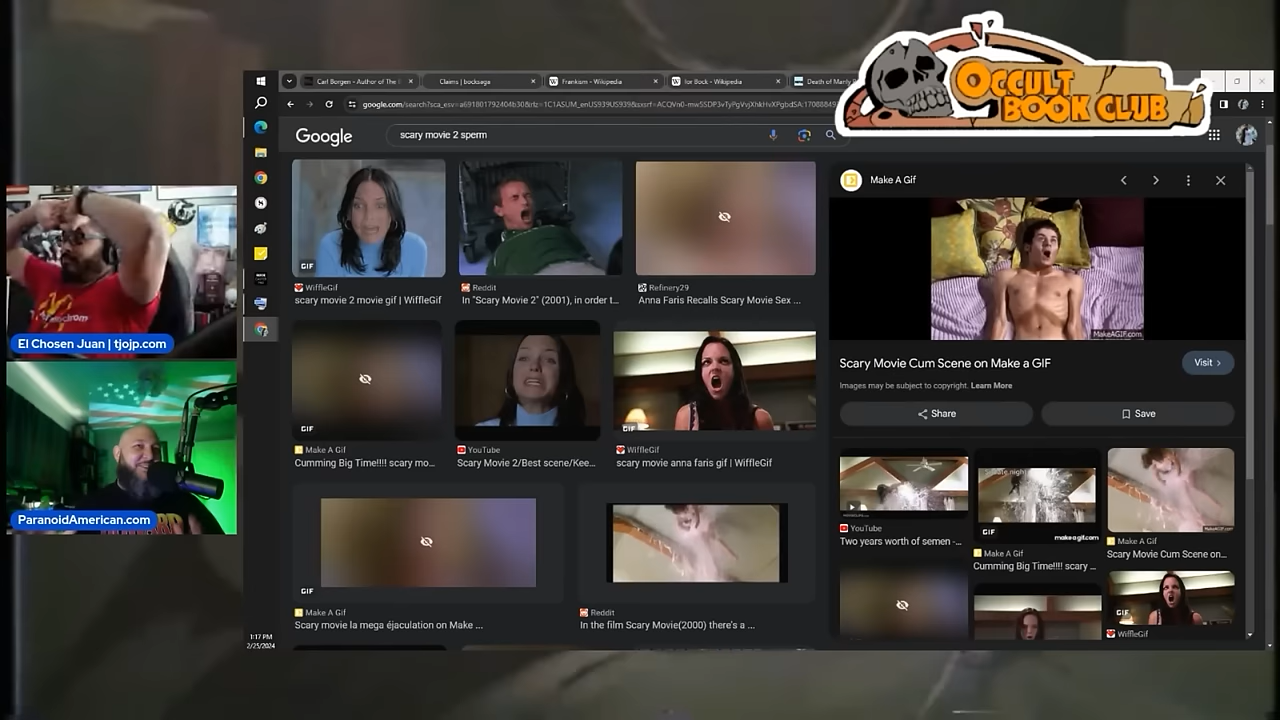 OCCULT
BOOK CLUB
Carl Borgen - Author of The
Claims | bocksage
Frankism - Wikipedia
Ior Bock - Wikipedia
Google
scary movie 2 sperm
GIF
WiffleGif
scary movie 2 movie gif | WiffleGif
Reddit
In "Scary Movie 2" (2001), in order t...
Refinery29
Anna Faris Recalls Scary Movie Sex ...
GIF
Make A Gif
Cumming Big Time!!!! scary mo...
YouTube
Scary Movie 2/Best scene/Kee...
GIF
WiffleGif
scary movie anna faris gif | WiffleGif
GIF
Make A Gif
Scary movie la mega éjaculation on Make ...
Reddit
In the film Scary Movie(2000) there's a ...
Make A Gif
MakeAGIF.com
Scary Movie Cum Scene on Make a GIF
Visit
Images may be subject to copyright. Learn More
Share
Save
YouTube
Two years worth of semen -...
GIF
makeagif.com
Make A Gif
Cumming Big Time!!!! scary ...
Make A Gif
Scary Movie Cum Scene on...
GIF
WiffleGif
El Chosen Juan | tjojp.com
ParanoidAmerican.com
1:17 PM
2/25/2024